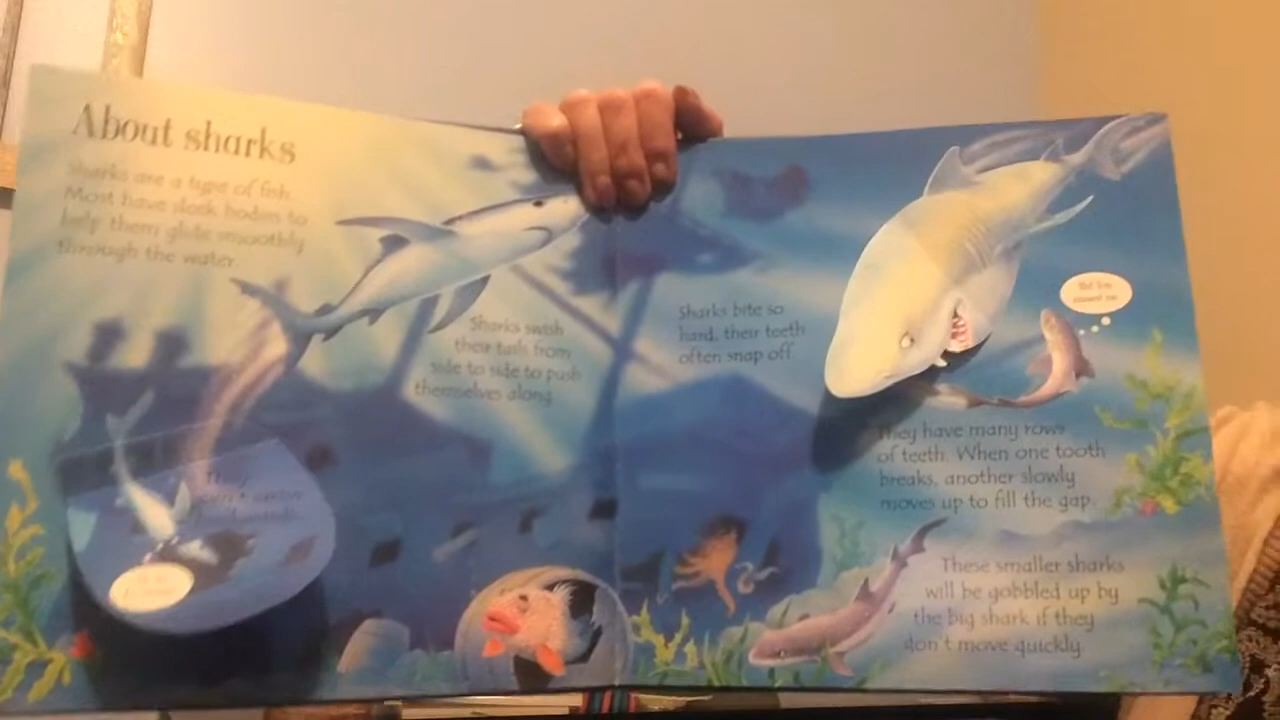 About sharks
Sharks are a type of fish.
Most have sleek bodies to
help them glide smoothly
through the water.
Sharks swish
their tails from
side to side to push
themselves along.
They
can't swim
Sharks bite so
hard, their teeth
often snap off.
They have many rows
of teeth. When one tooth
breaks, another slowly
moves up to fill the gap.
These smaller sharks
will be gobbled up by
the big shark if they
don't move quickly.